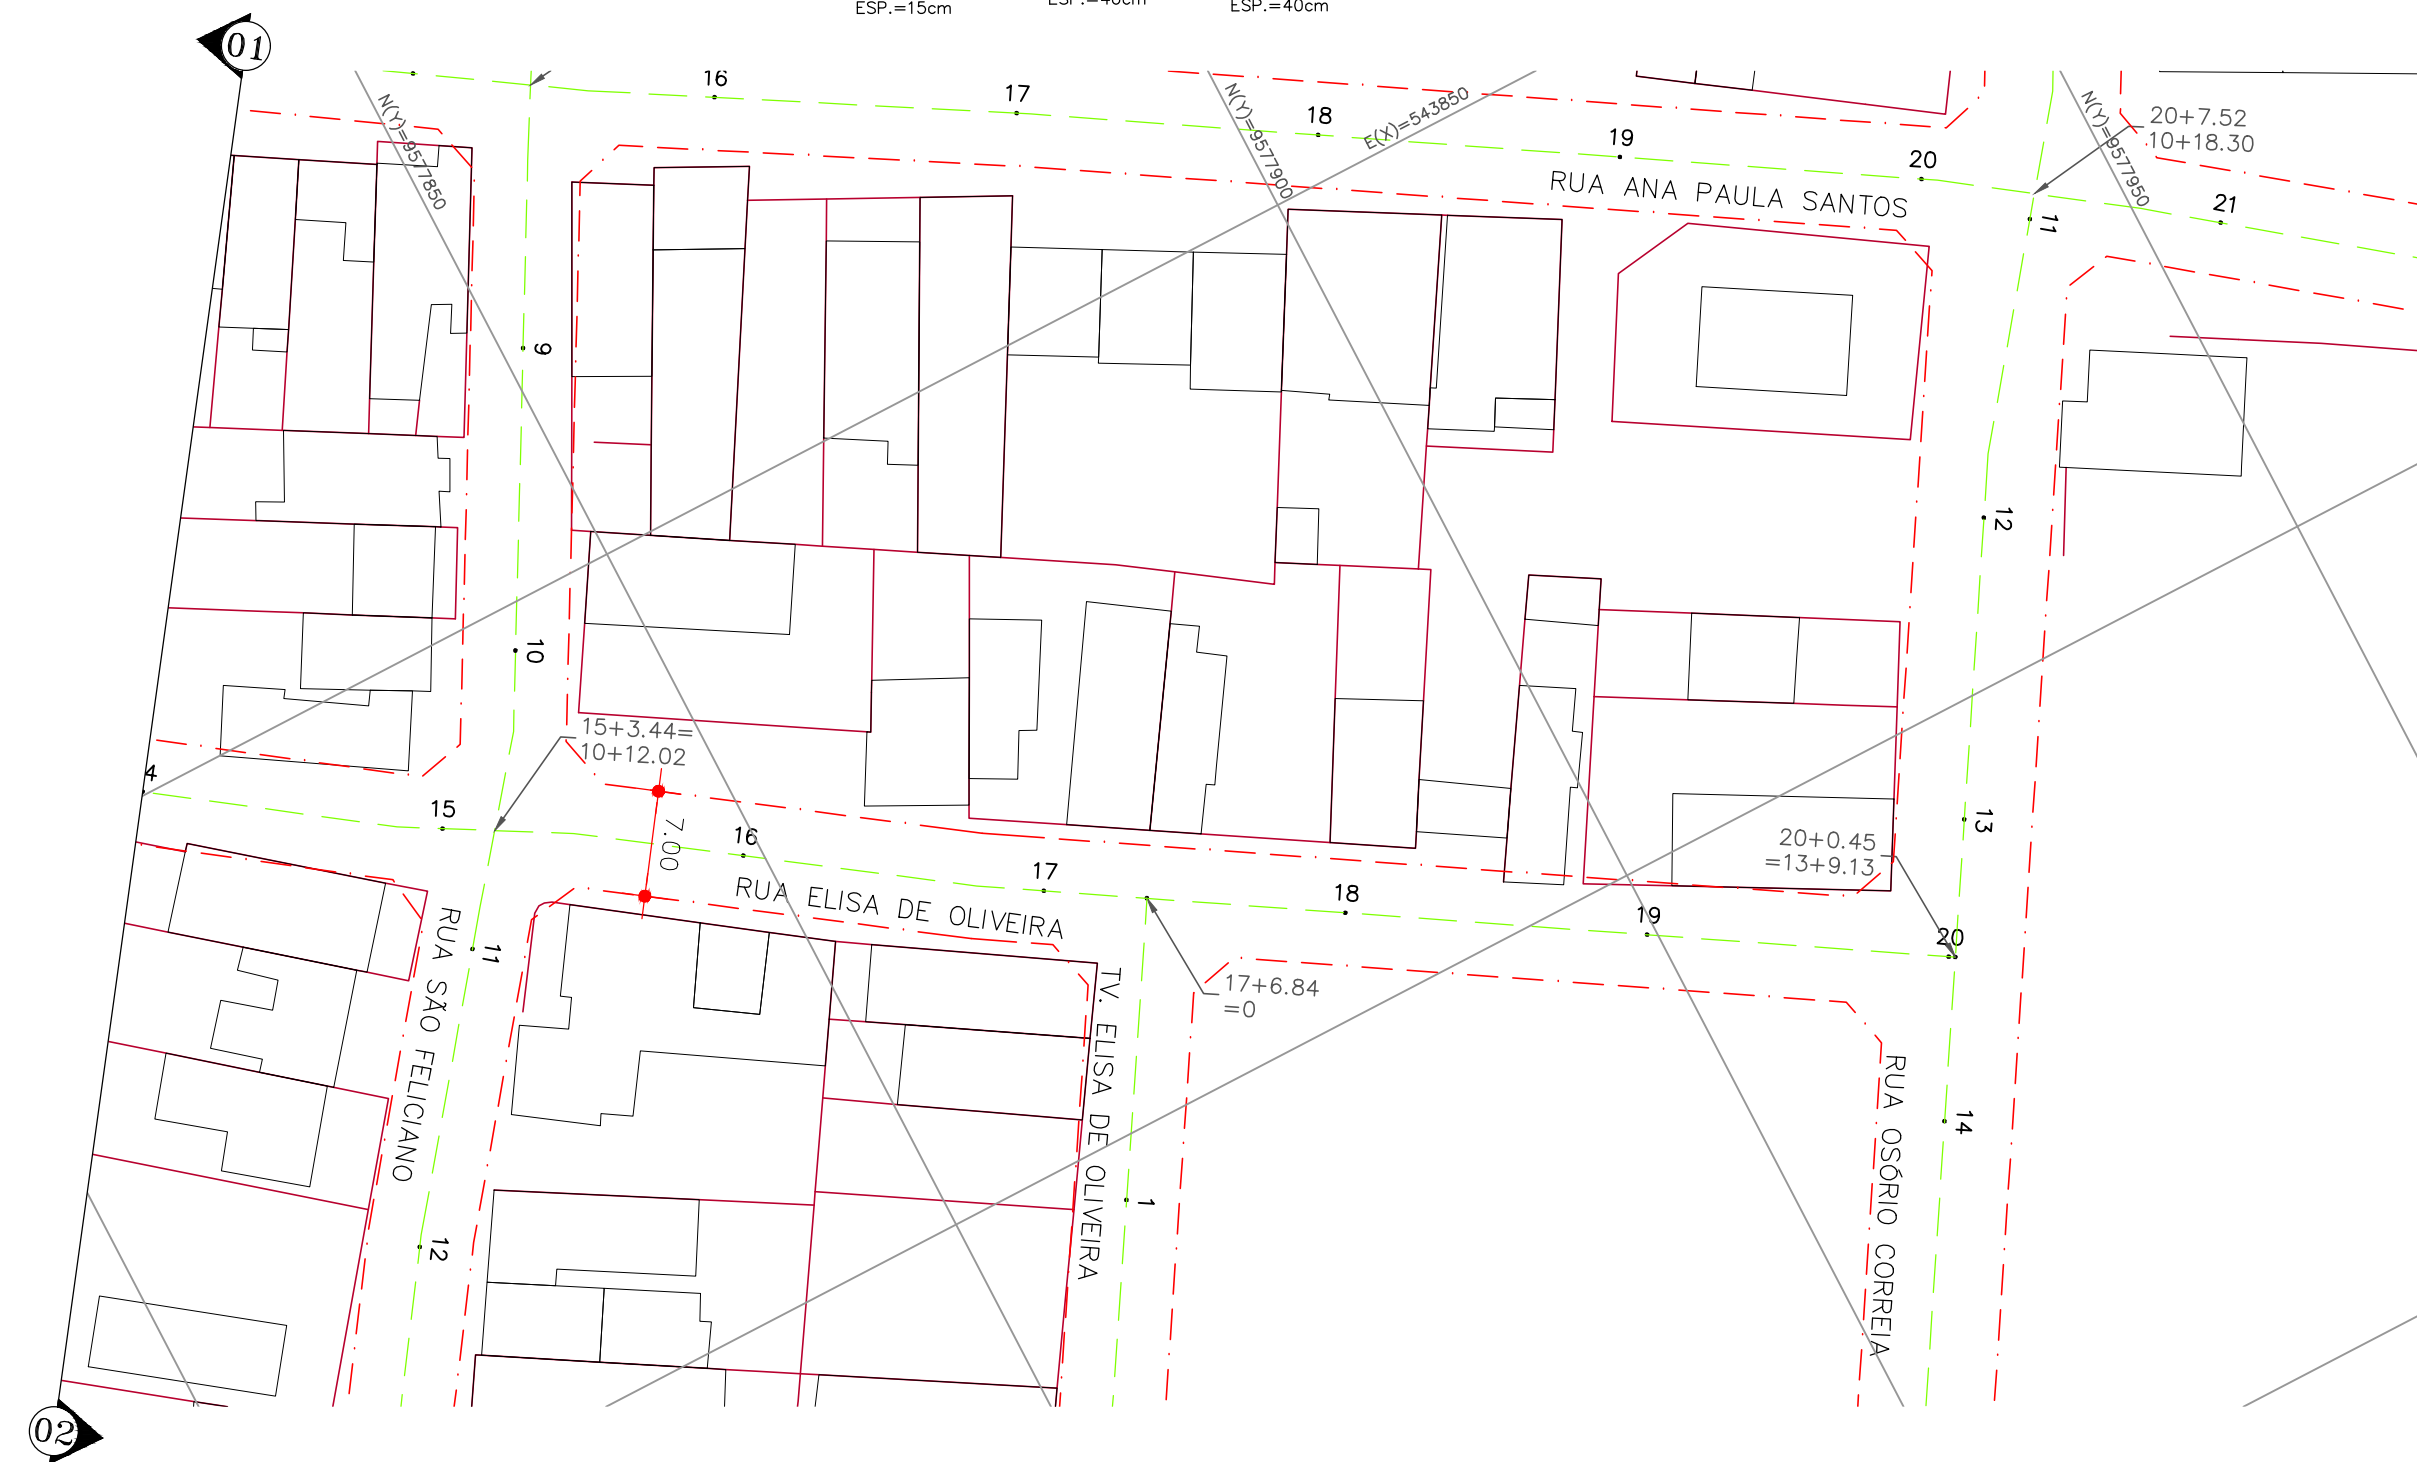 ESP.=15cm
ESP.=40cm
ESP.=40cm
01
16
17
18
19
20
21
N(Y)=9577850
N(Y)=9577900
E(X)=543850
N(Y)=9577950
20+7.52
10+18.30
RUA ANA PAULA SANTOS
11
9
12
10
15+3.44=
10+12.02
4
15
16
17
18
19
20
7.00
13
20+0.45
=13+9.13
RUA ELISA DE OLIVEIRA
RUA SÃO FELICIANO
11
TV. ELISA DE OLIVEIRA
17+6.84
=0
RUA OSÓRIO CORREIA
14
1
12
02